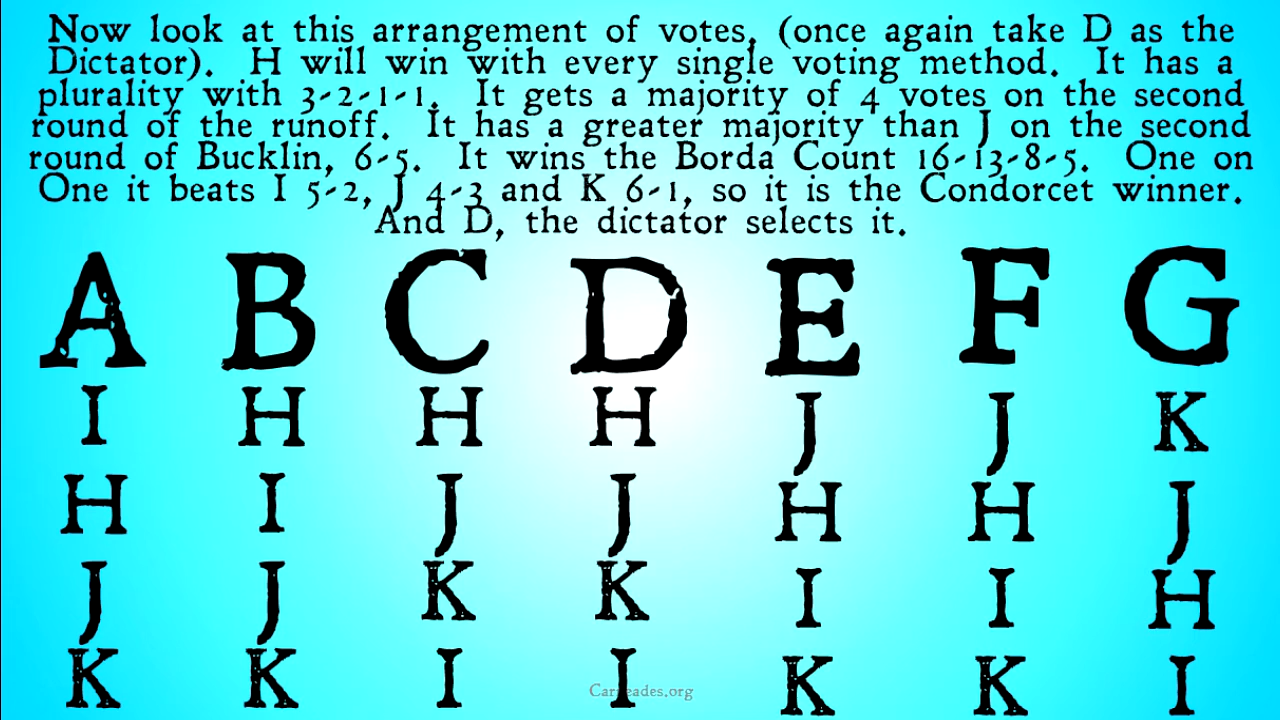 Now look at this arrangement of votes, (once again take D as the
Dictator). H will win with every single voting method. It has a
plurality with 3-2-1-1. It gets a majority of 4 votes on the second
round of the runoff. It has a greater majority than J on the second
round of Bucklin, 6-5. It wins the Borda Count 16-13-8-5. One on
One it beats I 5-2, J 4-3 and K 6-1, so it is the Condorcet winner.
And D, the dictator selects it.
A B C D E F G
I H H H J J K
H I J J H H J
J J K K I I H
K K I I K K I
Carneades.org